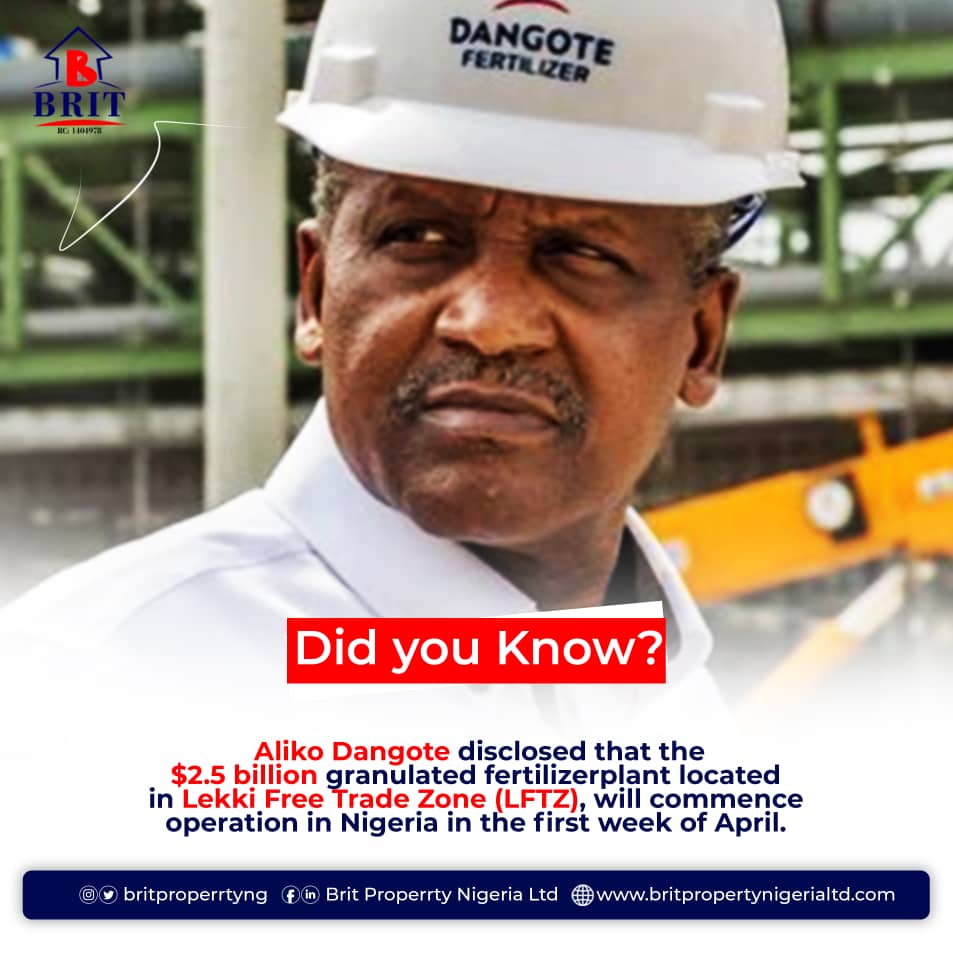 B
BRIT
RC: 1404978
DANGOTE
FERTILIZER
Did you Know?
Aliko Dangote disclosed that the
$2.5 billion granulated fertilizerplant located
in Lekki Free Trade Zone (LFTZ), will commence
operation in Nigeria in the first week of April.
britproperrtyng Brit Properrty Nigeria Ltd www.britpropertynigerialtd.com